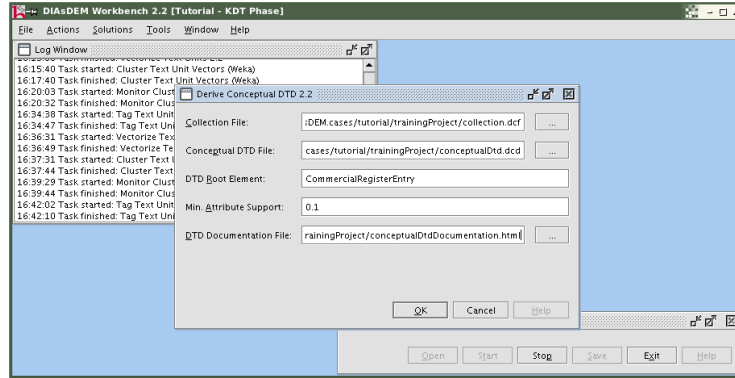 DIAsDEM Workbench 2.2 [Tutorial - KDT Phase]
File Actions Solutions Tools Window Help
Log Window
16:15:40 Task started: Cluster Text Unit Vectors (Weka)
16:17:40 Task finished: Cluster Text Unit Vectors (Weka)
16:20:03 Task started: Monitor Clust
16:20:32 Task finished: Monitor Clus
16:34:38 Task started: Tag Text Unit
16:34:47 Task finished: Tag Text Uni
16:36:31 Task started: Vectorize Tex
16:36:49 Task finished: Vectorize Te
16:37:31 Task started: Cluster Text U
16:37:44 Task finished: Cluster Text
16:39:29 Task started: Monitor Clust
16:39:44 Task finished: Monitor Clus
16:42:02 Task started: Tag Text Unit
16:42:10 Task finished: Tag Text Uni
Derive Conceptual DTD 2.2
Collection File: :DEM.cases/tutorial/trainingProject/collection.dcf ...
Conceptual DTD File: cases/tutorial/trainingProject/conceptualDtd.dcd ...
DTD Root Element: CommercialRegisterEntry
Min. Attribute Support: 0.1
DTD Documentation File: rainingProject/conceptualDtdDocumentation.html ...
OK Cancel Help
Open Start Stop Save Exit Help